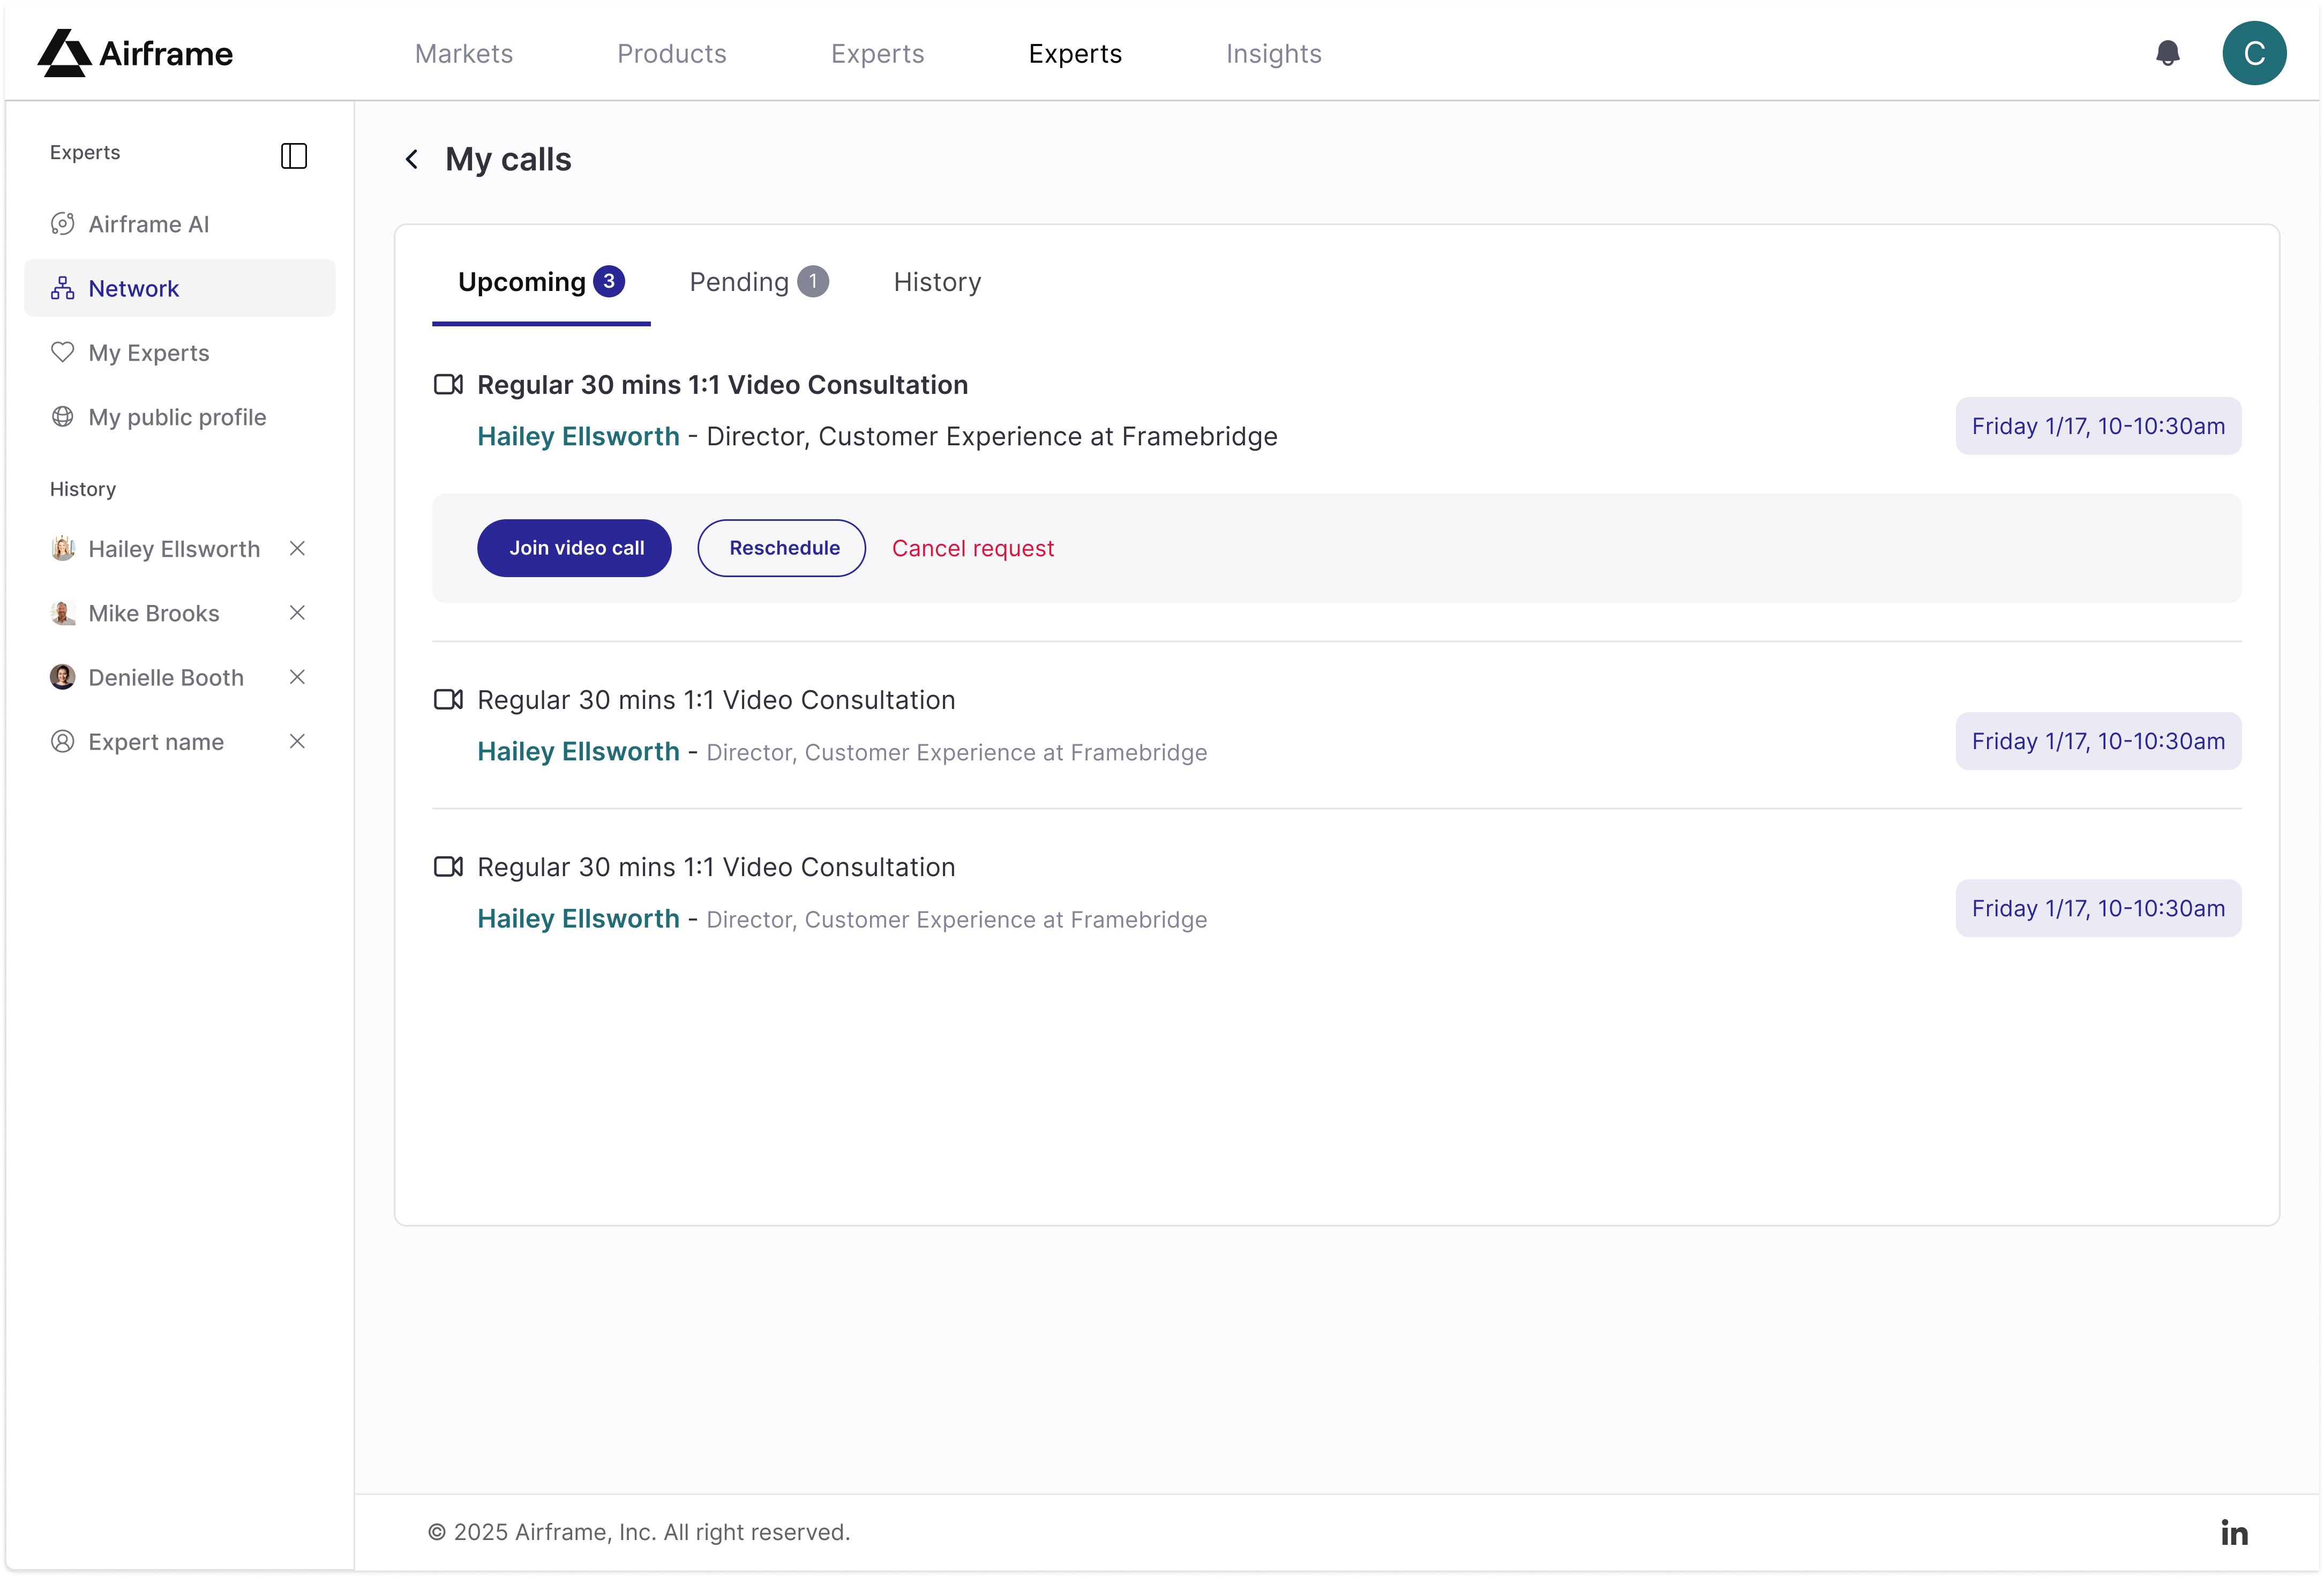 Airframe
Markets
Products
Experts
Experts
Insights
C
Experts
Airframe AI
Network
My Experts
My public profile
History
Hailey Ellsworth
Mike Brooks
Denielle Booth
Expert name
My calls
Upcoming 3
Pending 1
History
Regular 30 mins 1:1 Video Consultation
Hailey Ellsworth - Director, Customer Experience at Framebridge
Friday 1/17, 10-10:30am
Join video call
Reschedule
Cancel request
Regular 30 mins 1:1 Video Consultation
Hailey Ellsworth - Director, Customer Experience at Framebridge
Friday 1/17, 10-10:30am
Regular 30 mins 1:1 Video Consultation
Hailey Ellsworth - Director, Customer Experience at Framebridge
Friday 1/17, 10-10:30am
© 2025 Airframe, Inc. All right reserved.
in